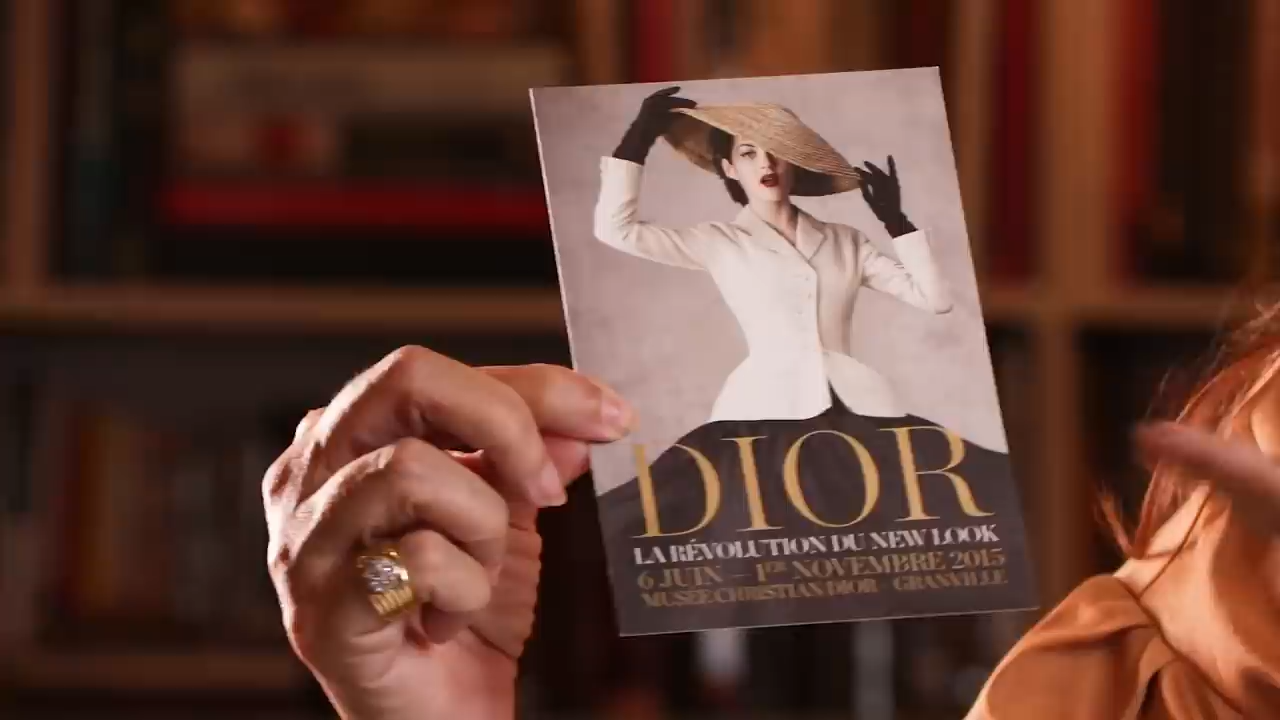 DIOR
LA RÉVOLUTION DU NEW LOOK
6 JUIN – 1ER NOVEMBRE 2015
MUSÉE CHRISTIAN DIOR - GRANVILLE